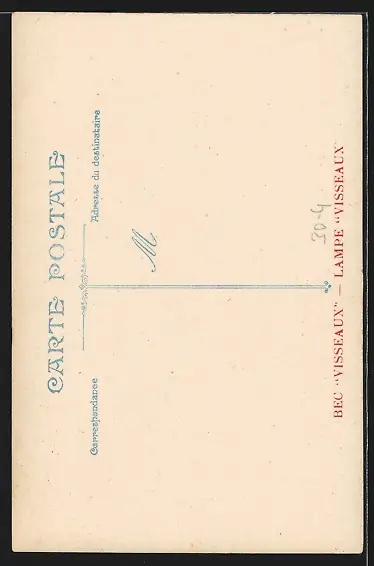 CARTE POSTALE
Correspondance
Adresse du destinataire
M
30-4
BEC "VISSEAUX" — LAMPE "VISSEAUX